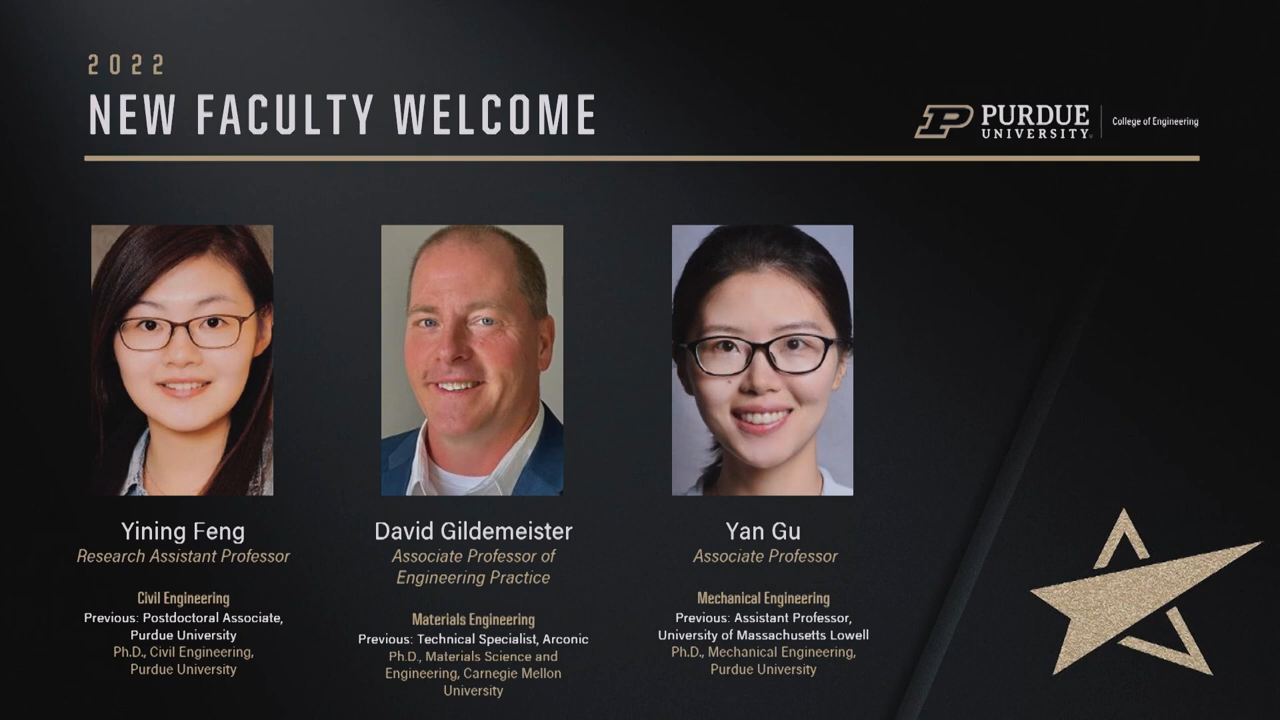 2022
NEW FACULTY WELCOME
PURDUE
UNIVERSITY®
College of Engineering
Yining Feng
Research Assistant Professor
Civil Engineering
Previous: Postdoctoral Associate,
Purdue University
Ph.D., Civil Engineering,
Purdue University
David Gildemeister
Associate Professor of
Engineering Practice
Materials Engineering
Previous: Technical Specialist, Arconic
Ph.D., Materials Science and
Engineering, Carnegie Mellon
University
Yan Gu
Associate Professor
Mechanical Engineering
Previous: Assistant Professor,
University of Massachusetts Lowell
Ph.D., Mechanical Engineering,
Purdue University